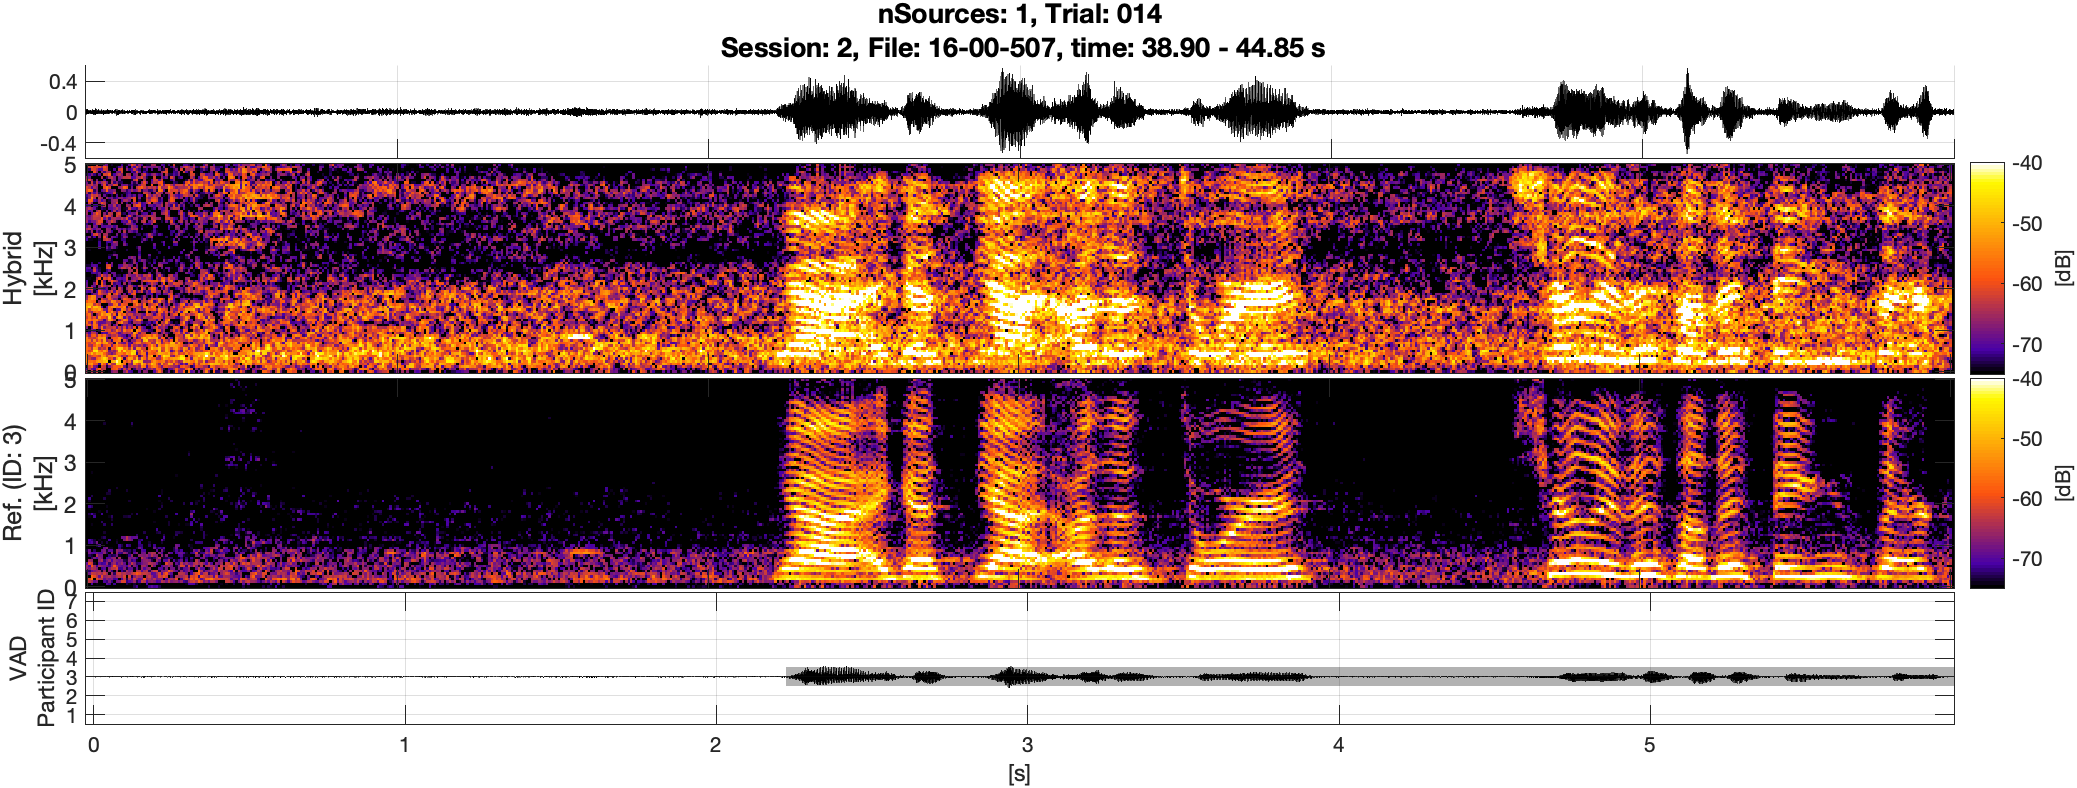 nSources: 1, Trial: 014
Session: 2, File: 16-00-507, time: 38.90 - 44.85 s
0.4
0
-0.4
Hybrid
[kHz]
5
4
3
2
1
0
-40
-50
-60
-70
[dB]
Ref. (ID: 3)
[kHz]
5
4
3
2
1
0
-40
-50
-60
-70
[dB]
VAD
Participant ID
7
6
5
4
3
2
1
0 1 2 3 4 5
[s]